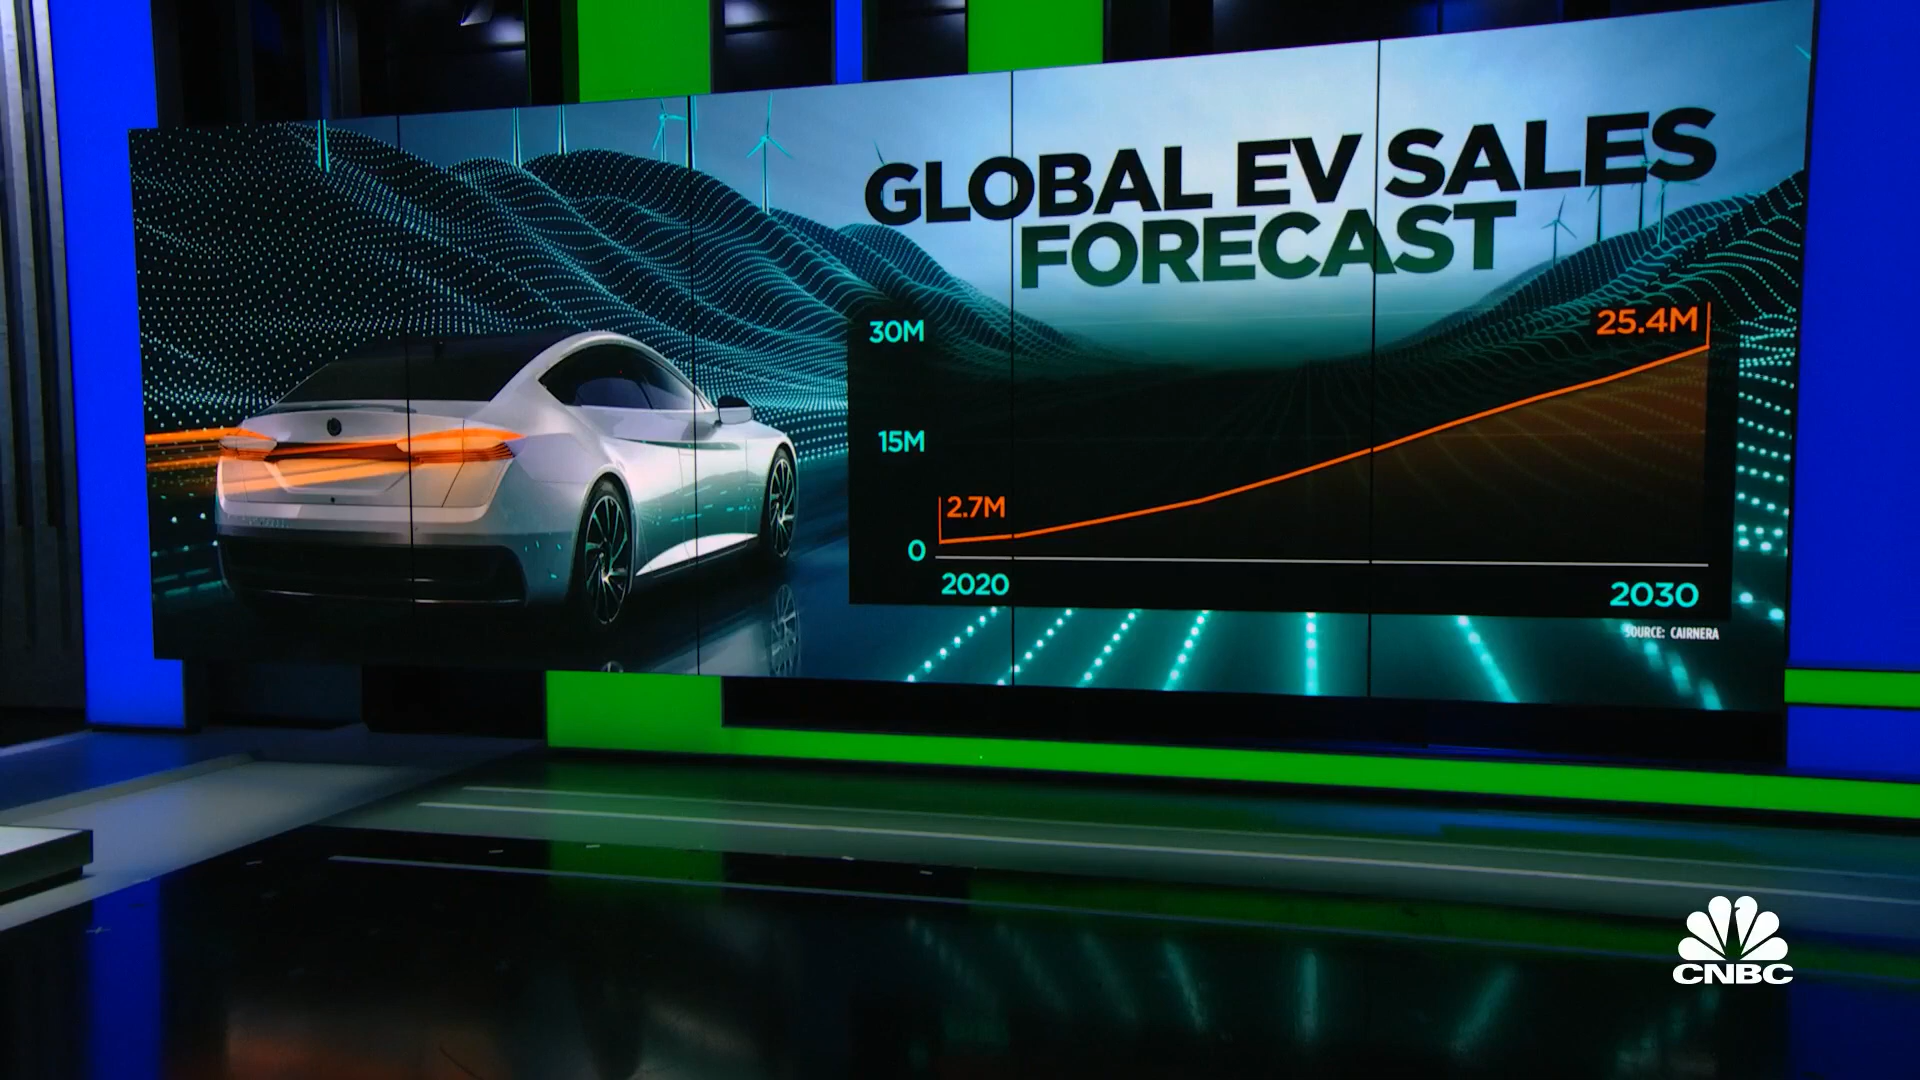 GLOBAL EV SALES
FORECAST
30M
25.4M
15M
2.7M
0
2020
2030
SOURCE: CAIRNERA
CNBC